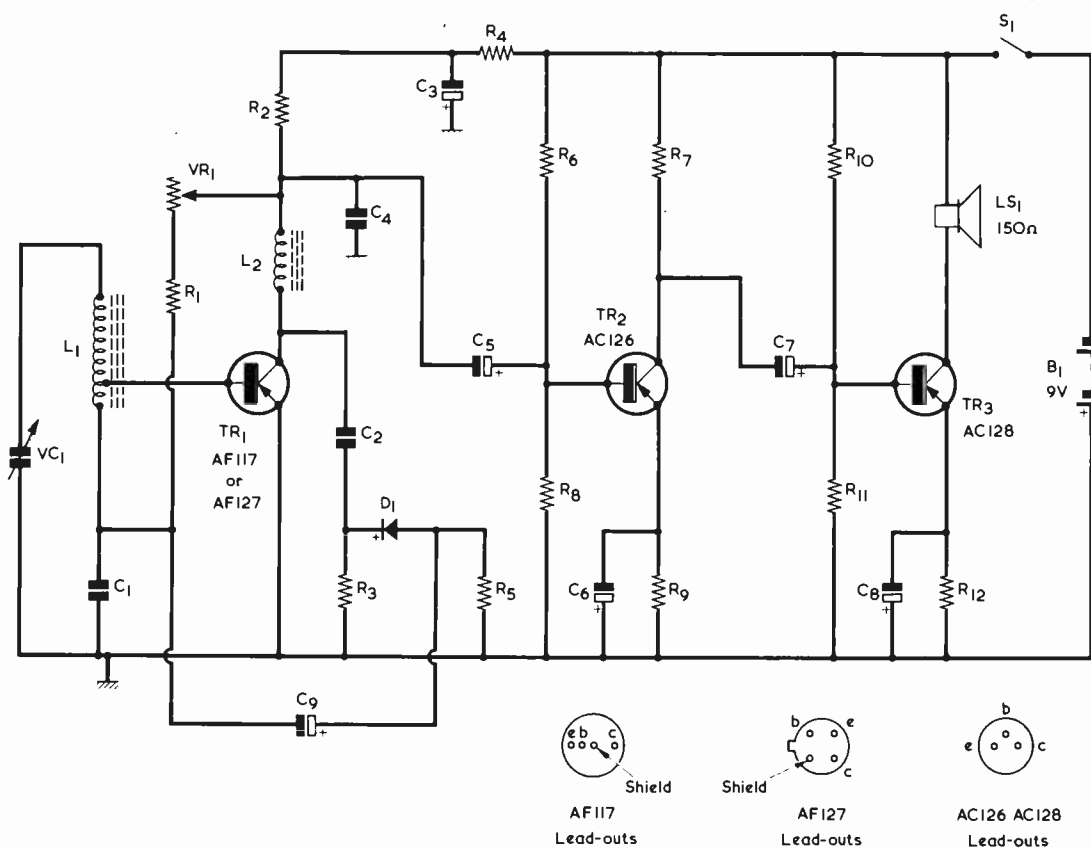 S1
R4
C3
+
R2
R6
R7
R10
VR1
C4
LS1
150Ω
L2
R1
L1
TR2
AC126
C5
+
C7
+
B1
9V
+
TR1
AF117
or
AF127
TR3
AC128
VC1
C2
D1
+
R8
R11
C1
R3
R5
C6
+
R9
C8
+
R12
C9
+
e b c
Shield
AF117
Lead-outs
b e
c
Shield
AF127
Lead-outs
b
e c
AC126 AC128
Lead-outs